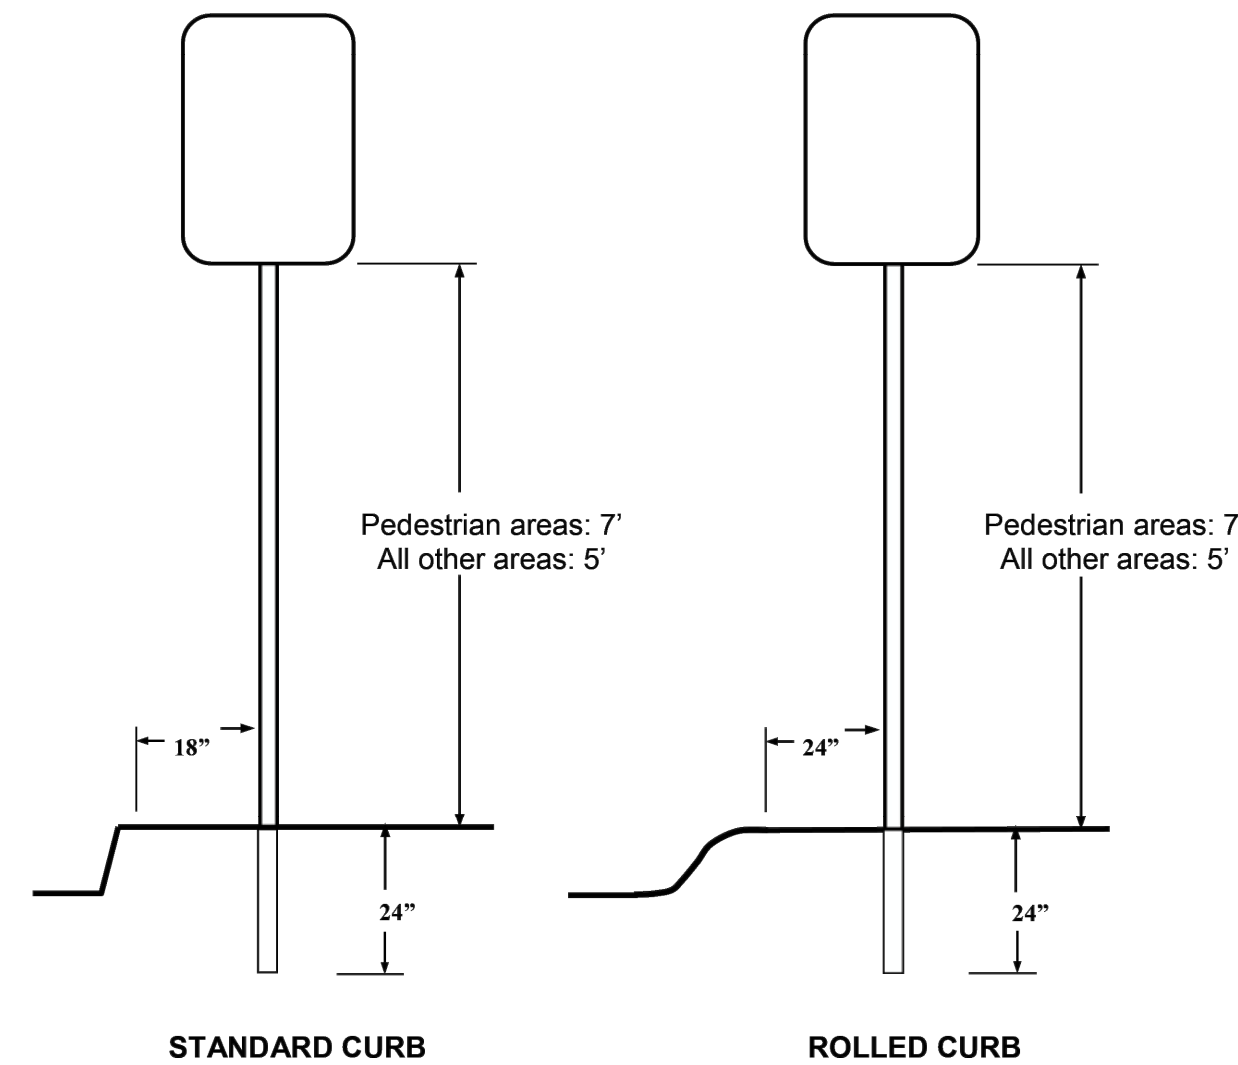 Pedestrian areas: 7’
All other areas: 5’
18”
24”
STANDARD CURB
Pedestrian areas: 7
All other areas: 5’
24”
24”
ROLLED CURB